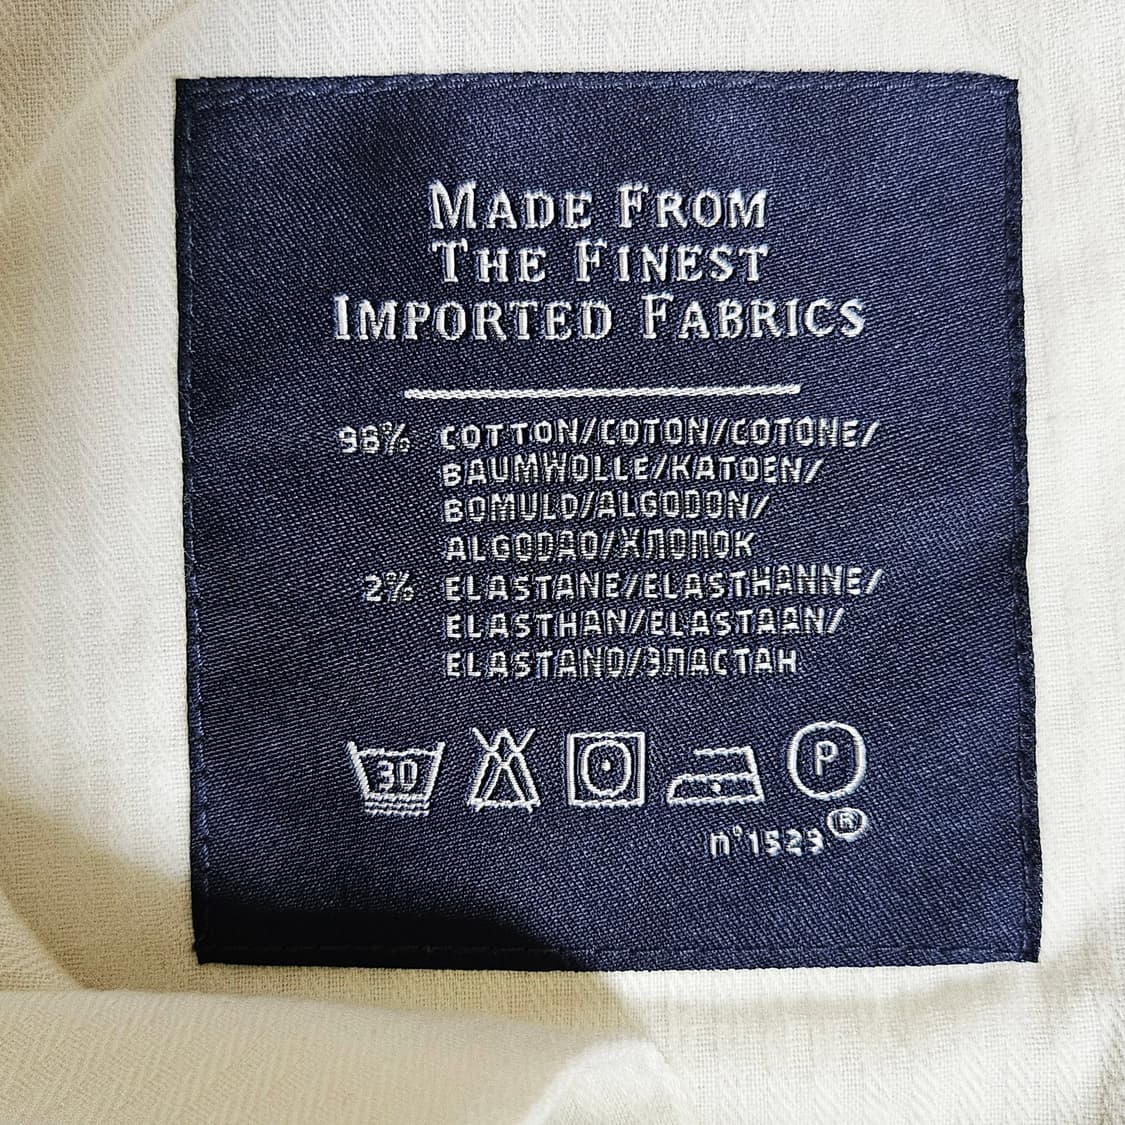 MADE FROM
THE FINEST
IMPORTED FABRICS
98% COTTON/COTON/COTONE/
BAUMWOLLE/KATOEN/
BOMULD/ALGODON/
ALGODAO/ХЛОПОК
2% ELASTANE/ELASTHANNE/
ELASTHAN/ELASTAAN/
ELASTANO/ЭЛАСТАН
30 P
n°1529®